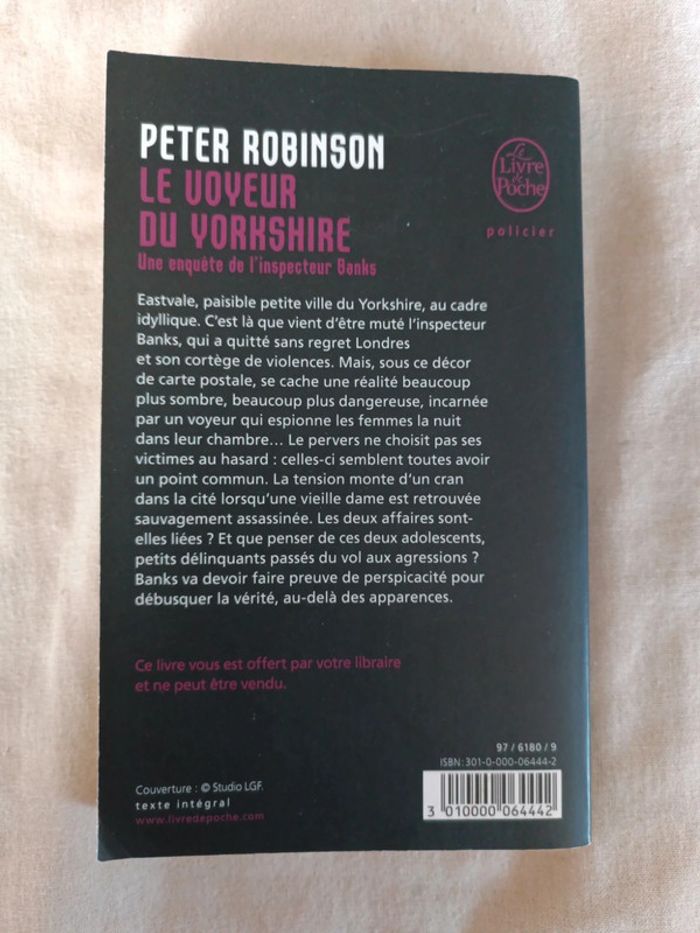 PETER ROBINSON
LE VOYEUR
DU YORKSHIRE
Une enquête de l'inspecteur Banks
Le
Livre
de
Poche
policier
Eastvale, paisible petite ville du Yorkshire, au cadre
idyllique. C'est là que vient d'être muté l'inspecteur
Banks, qui a quitté sans regret Londres
et son cortège de violences. Mais, sous ce décor
de carte postale, se cache une réalité beaucoup
plus sombre, beaucoup plus dangereuse, incarnée
par un voyeur qui espionne les femmes la nuit
dans leur chambre... Le pervers ne choisit pas ses
victimes au hasard : celles-ci semblent toutes avoir
un point commun. La tension monte d'un cran
dans la cité lorsqu'une vieille dame est retrouvée
sauvagement assassinée. Les deux affaires sont-
elles liées ? Et que penser de ces deux adolescents,
petits délinquants passés du vol aux agressions ?
Banks va devoir faire preuve de perspicacité pour
débusquer la vérité, au-delà des apparences.
Ce livre vous est offert par votre libraire
et ne peut être vendu.
97 / 6180 / 9
ISBN: 301-0-000-06444-2
3 010000 064442
Couverture : © Studio LGF.
texte intégral
www.livredepoche.com